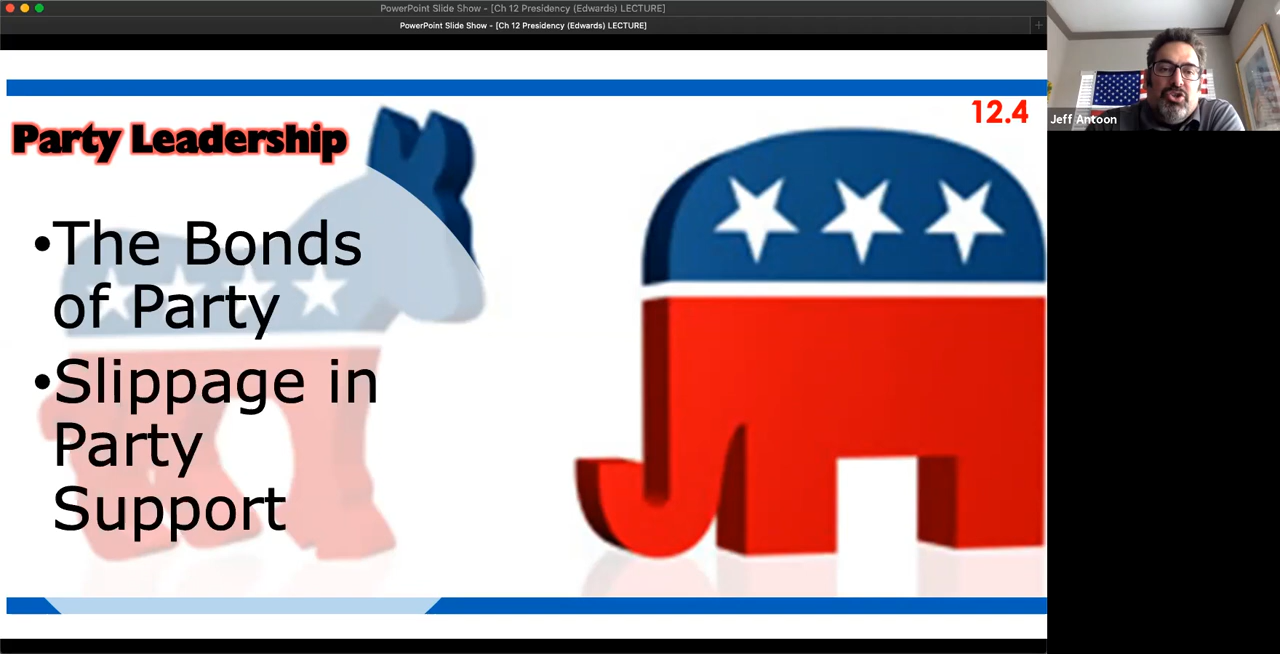 PowerPoint Slide Show - [Ch 12 Presidency (Edwards) LECTURE]
PowerPoint Slide Show - [Ch 12 Presidency (Edwards) LECTURE]
12.4
Party Leadership
•The Bonds
of Party
•Slippage in
Party
Support
Jeff Antoon